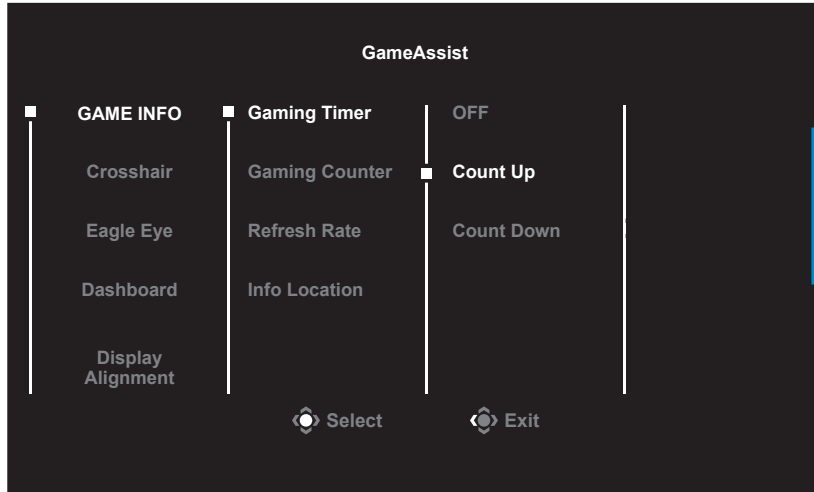 GameAssist
GAME INFO
Crosshair
Eagle Eye
Dashboard
Display
Alignment
Gaming Timer
Gaming Counter
Refresh Rate
Info Location
OFF
Count Up
Count Down
Select
Exit